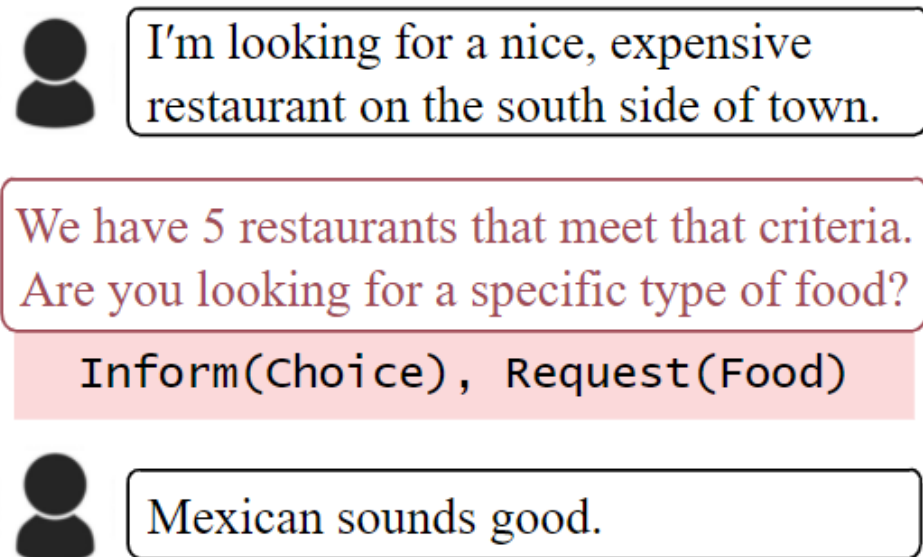 I'm looking for a nice, expensive
restaurant on the south side of town.
We have 5 restaurants that meet that criteria.
Are you looking for a specific type of food?
Inform(Choice), Request(Food)
Mexican sounds good.